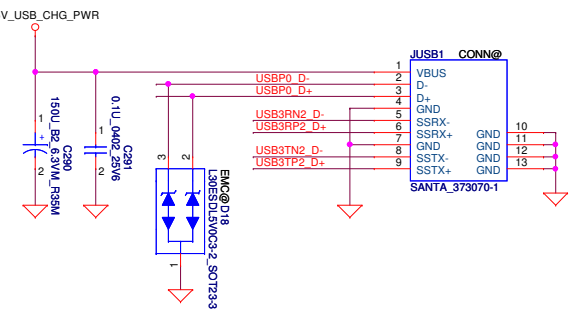 V_USB_CHG_PWR
JUSB1 CONN@
1 VBUS
USBP0_D- 2 D-
USBP0_D+ 3 D+
4 GND
USB3RN2_D- 5 SSRX-
USB3RP2_D+ 6 SSRX+ GND 10
7 GND GND 11
USB3TN2_D- 8 SSTX- GND 12
USB3TP2_D+ 9 SSTX+ GND 13
SANTA_373070-1
1
+
2
C290
150U_B2_6.3VM_R35M
1
2
C291
0.1U_0402_25V6
3 2
1
EMC@ D18
L30ESDL5V0C3-2_SOT23-3